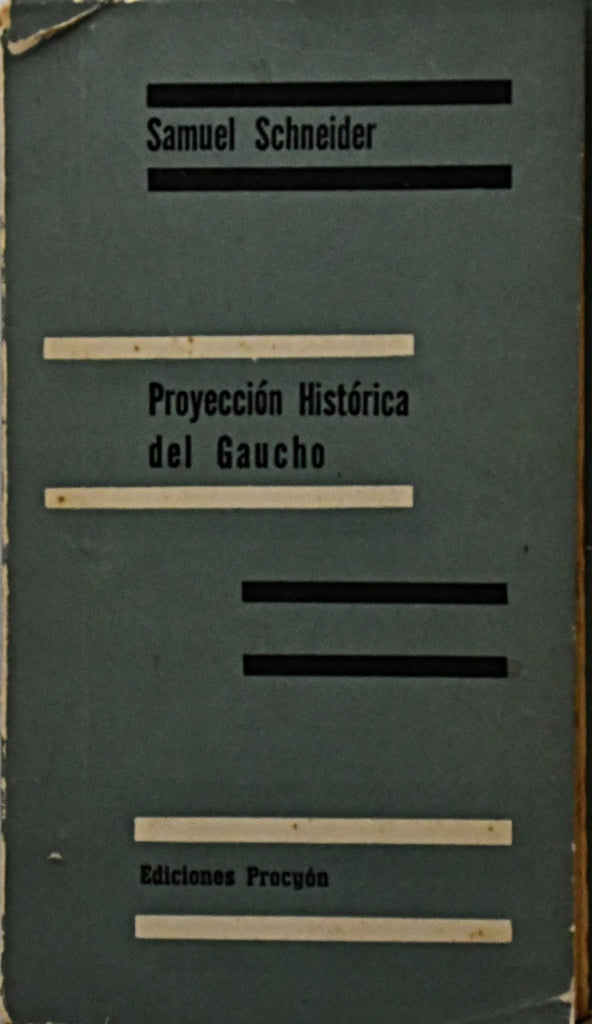 Samuel Schneider
Proyección Histórica
del Gaucho
Ediciones Procyón